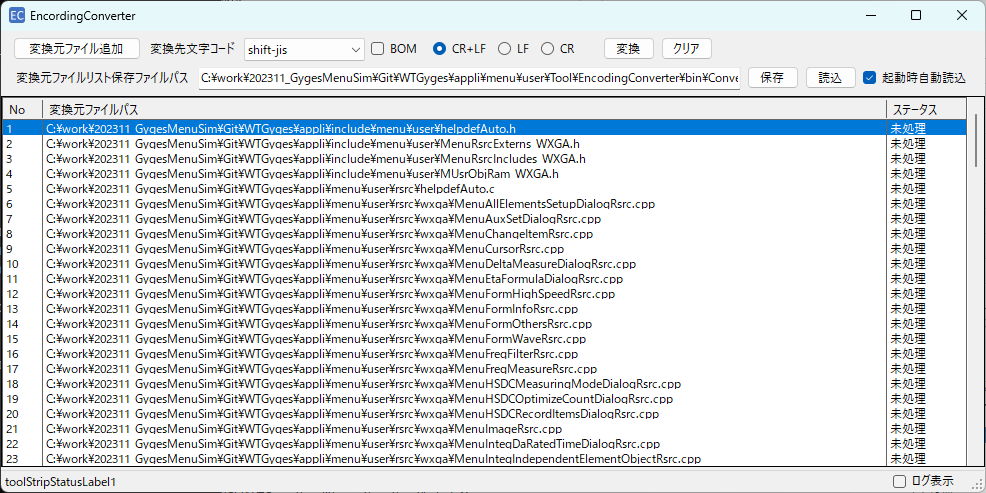 EC EncordingConverter
変換元ファイル追加 変換先文字コード shift-jis BOM CR+LF LF CR 変換 クリア
変換元ファイルリスト保存ファイルパス C:¥work¥202311_GygesMenuSim¥Git¥WTGyges¥appli¥menu¥user¥Tool¥EncodingConverter¥bin¥Conve 保存 読込 起動時自動読込
No 変換元ファイルパス ステータス
1 C:¥work¥202311_GygesMenuSim¥Git¥WTGyges¥appli¥include¥menu¥user¥helpdefAuto.h 未処理
2 C:¥work¥202311_GygesMenuSim¥Git¥WTGyges¥appli¥include¥menu¥user¥MenuRsrcExterns_WXGA.h 未処理
3 C:¥work¥202311_GygesMenuSim¥Git¥WTGyges¥appli¥include¥menu¥user¥MenuRsrcIncludes_WXGA.h 未処理
4 C:¥work¥202311_GygesMenuSim¥Git¥WTGyges¥appli¥include¥menu¥user¥MUsrObjRam_WXGA.h 未処理
5 C:¥work¥202311_GygesMenuSim¥Git¥WTGyges¥appli¥menu¥user¥rsrc¥helpdefAuto.c 未処理
6 C:¥work¥202311_GygesMenuSim¥Git¥WTGyges¥appli¥menu¥user¥rsrc¥wxga¥MenuAllElementsSetupDialogRsrc.cpp 未処理
7 C:¥work¥202311_GygesMenuSim¥Git¥WTGyges¥appli¥menu¥user¥rsrc¥wxga¥MenuAuxSetDialogRsrc.cpp 未処理
8 C:¥work¥202311_GygesMenuSim¥Git¥WTGyges¥appli¥menu¥user¥rsrc¥wxga¥MenuChangeItemRsrc.cpp 未処理
9 C:¥work¥202311_GygesMenuSim¥Git¥WTGyges¥appli¥menu¥user¥rsrc¥wxga¥MenuCursorRsrc.cpp 未処理
10 C:¥work¥202311_GygesMenuSim¥Git¥WTGyges¥appli¥menu¥user¥rsrc¥wxga¥MenuDeltaMeasureDialogRsrc.cpp 未処理
11 C:¥work¥202311_GygesMenuSim¥Git¥WTGyges¥appli¥menu¥user¥rsrc¥wxga¥MenuEtaFormulaDialogRsrc.cpp 未処理
12 C:¥work¥202311_GygesMenuSim¥Git¥WTGyges¥appli¥menu¥user¥rsrc¥wxga¥MenuFormHighSpeedRsrc.cpp 未処理
13 C:¥work¥202311_GygesMenuSim¥Git¥WTGyges¥appli¥menu¥user¥rsrc¥wxga¥MenuFormInfoRsrc.cpp 未処理
14 C:¥work¥202311_GygesMenuSim¥Git¥WTGyges¥appli¥menu¥user¥rsrc¥wxga¥MenuFormOthersRsrc.cpp 未処理
15 C:¥work¥202311_GygesMenuSim¥Git¥WTGyges¥appli¥menu¥user¥rsrc¥wxga¥MenuFormWaveRsrc.cpp 未処理
16 C:¥work¥202311_GygesMenuSim¥Git¥WTGyges¥appli¥menu¥user¥rsrc¥wxga¥MenuFreqFilterRsrc.cpp 未処理
17 C:¥work¥202311_GygesMenuSim¥Git¥WTGyges¥appli¥menu¥user¥rsrc¥wxga¥MenuFreqMeasureRsrc.cpp 未処理
18 C:¥work¥202311_GygesMenuSim¥Git¥WTGyges¥appli¥menu¥user¥rsrc¥wxga¥MenuHSDCMeasuringModeDialogRsrc.cpp 未処理
19 C:¥work¥202311_GygesMenuSim¥Git¥WTGyges¥appli¥menu¥user¥rsrc¥wxga¥MenuHSDCOptimizeCountDialogRsrc.cpp 未処理
20 C:¥work¥202311_GygesMenuSim¥Git¥WTGyges¥appli¥menu¥user¥rsrc¥wxga¥MenuHSDCRecordItemsDialogRsrc.cpp 未処理
21 C:¥work¥202311_GygesMenuSim¥Git¥WTGyges¥appli¥menu¥user¥rsrc¥wxga¥MenuImageRsrc.cpp 未処理
22 C:¥work¥202311_GygesMenuSim¥Git¥WTGyges¥appli¥menu¥user¥rsrc¥wxga¥MenuIntegDaRatedTimeDialogRsrc.cpp 未処理
23 C:¥work¥202311_GygesMenuSim¥Git¥WTGyges¥appli¥menu¥user¥rsrc¥wxga¥MenuIntegIndependentElementObjectRsrc.cpp 未処理
toolStripStatusLabel1 ログ表示